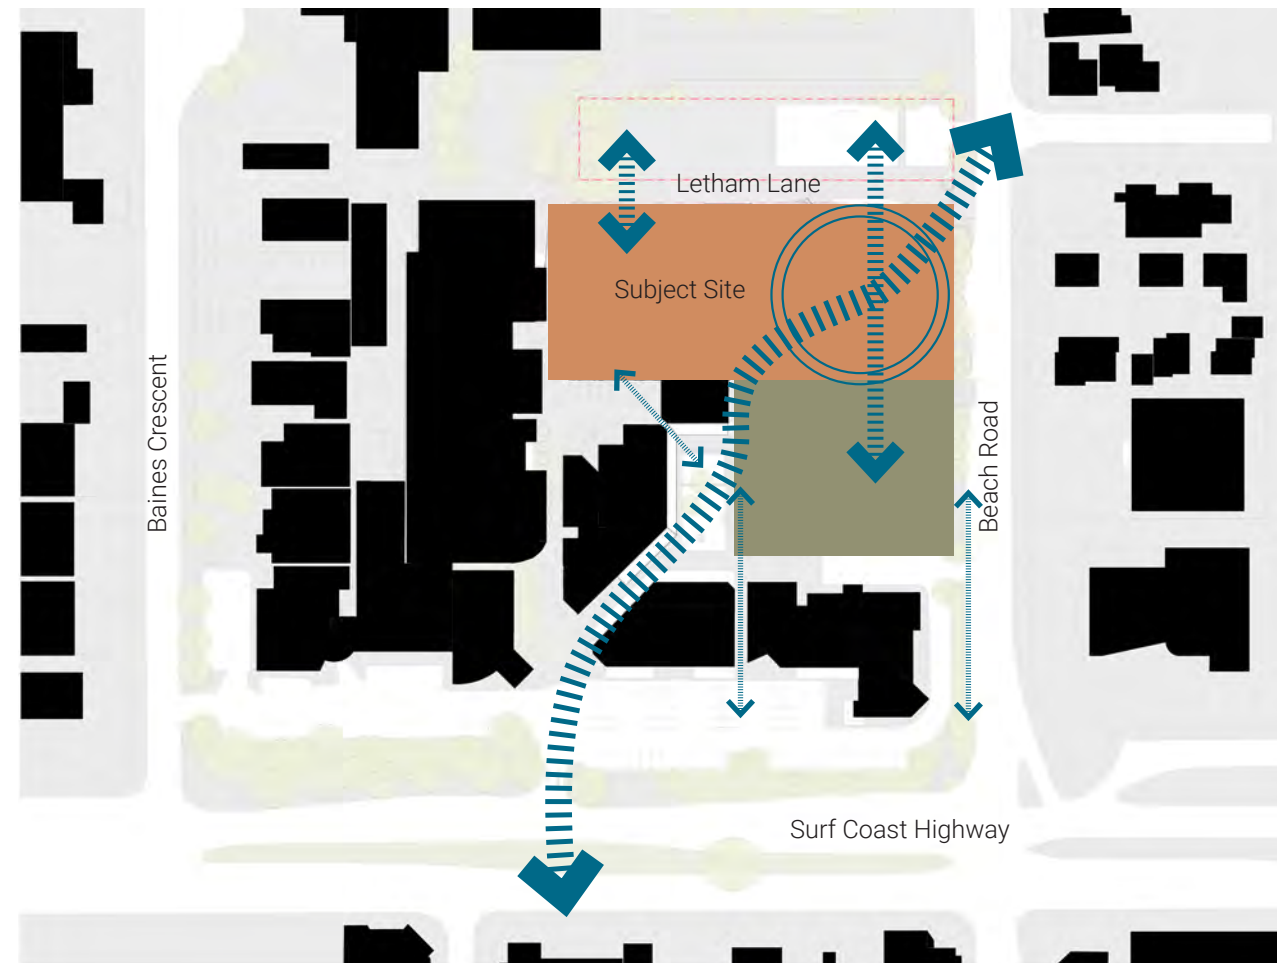 Letham Lane
Subject Site
Baines Crescent
Beach Road
Surf Coast Highway